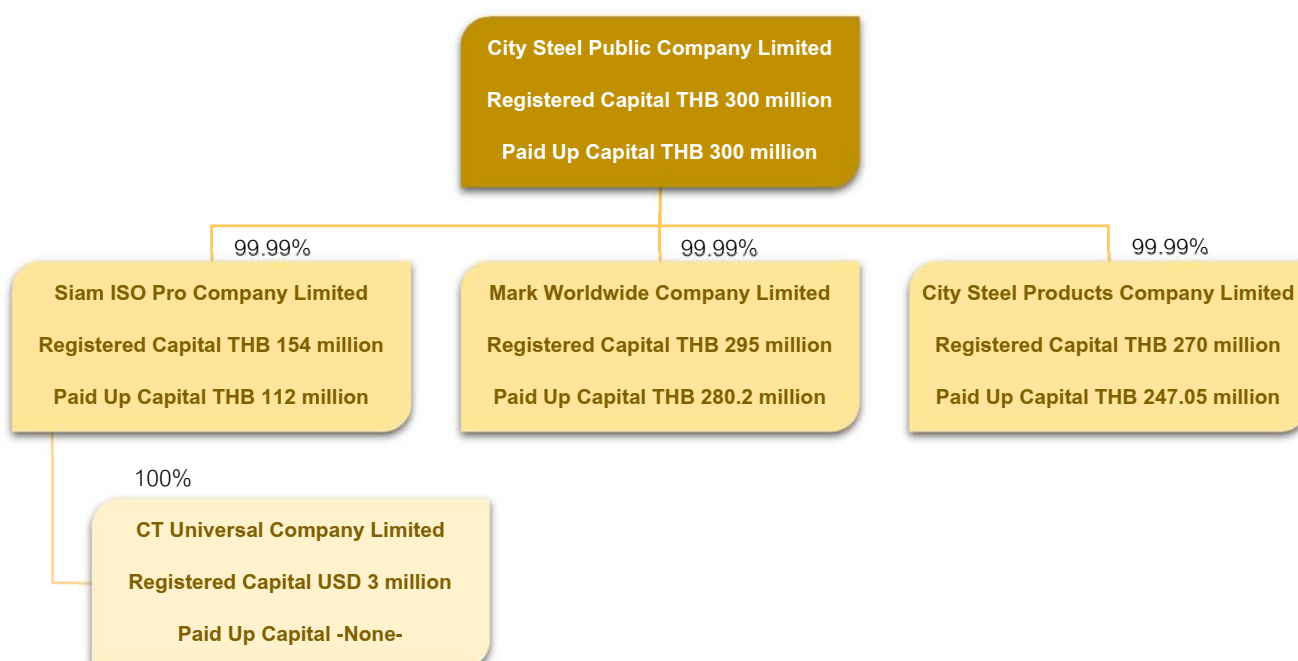 City Steel Public Company Limited
Registered Capital THB 300 million
Paid Up Capital THB 300 million
99.99%
99.99%
99.99%
Siam ISO Pro Company Limited
Registered Capital THB 154 million
Paid Up Capital THB 112 million
Mark Worldwide Company Limited
Registered Capital THB 295 million
Paid Up Capital THB 280.2 million
City Steel Products Company Limited
Registered Capital THB 270 million
Paid Up Capital THB 247.05 million
100%
CT Universal Company Limited
Registered Capital USD 3 million
Paid Up Capital -None-